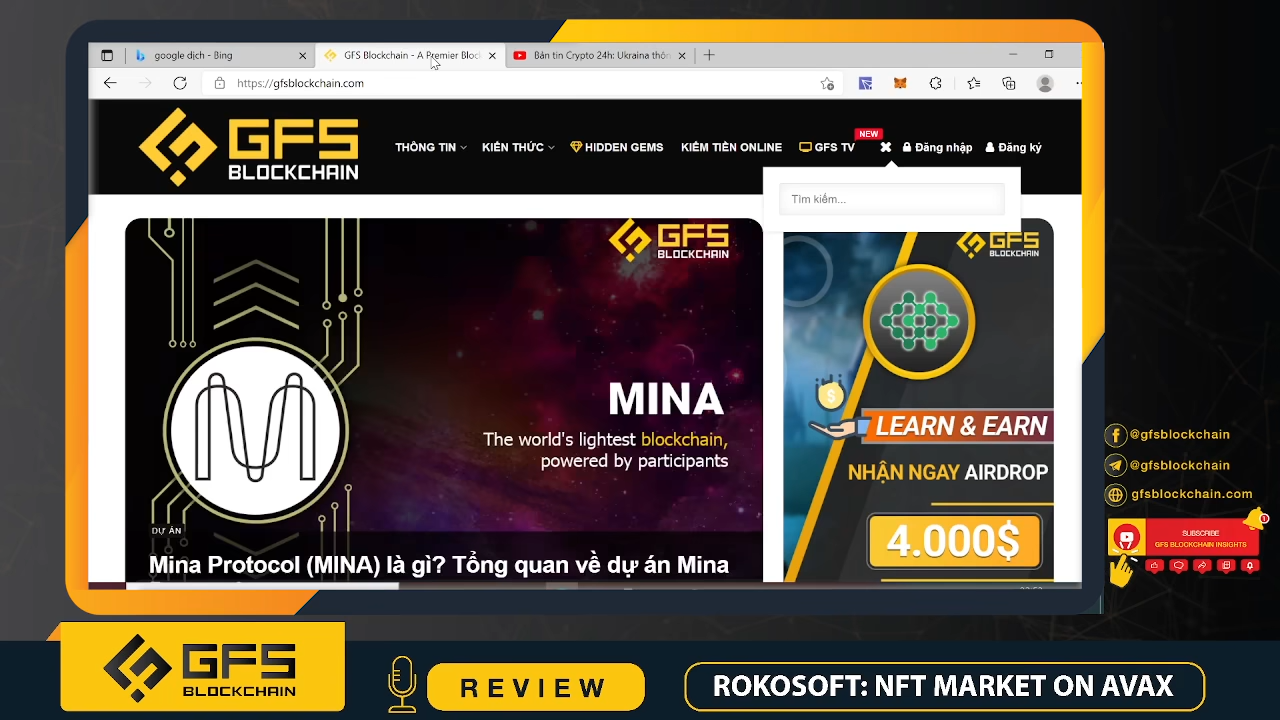 google dịch - Bing
GFS Blockchain - A Premier Block
Bản tin Crypto 24h: Ukraina thôn
https://gfsblockchain.com
GFS
BLOCKCHAIN
THÔNG TIN
KIẾN THỨC
HIDDEN GEMS
KIẾM TIỀN ONLINE
GFS TV
NEW
Đăng nhập
Đăng ký
Tìm kiếm...
GFS
BLOCKCHAIN
MINA
The world's lightest blockchain,
powered by participants
DỰ ÁN
Mina Protocol (MINA) là gì? Tổng quan về dự án Mina
GFS
BLOCKCHAIN
$
LEARN & EARN
NHẬN NGAY AIRDROP
4.000$
@gfsblockchain
@gfsblockchain
gfsblockchain.com
SUBSCRIBE
GFS BLOCKCHAIN INSIGHTS
1
GFS
BLOCKCHAIN
REVIEW
ROKOSOFT: NFT MARKET ON AVAX